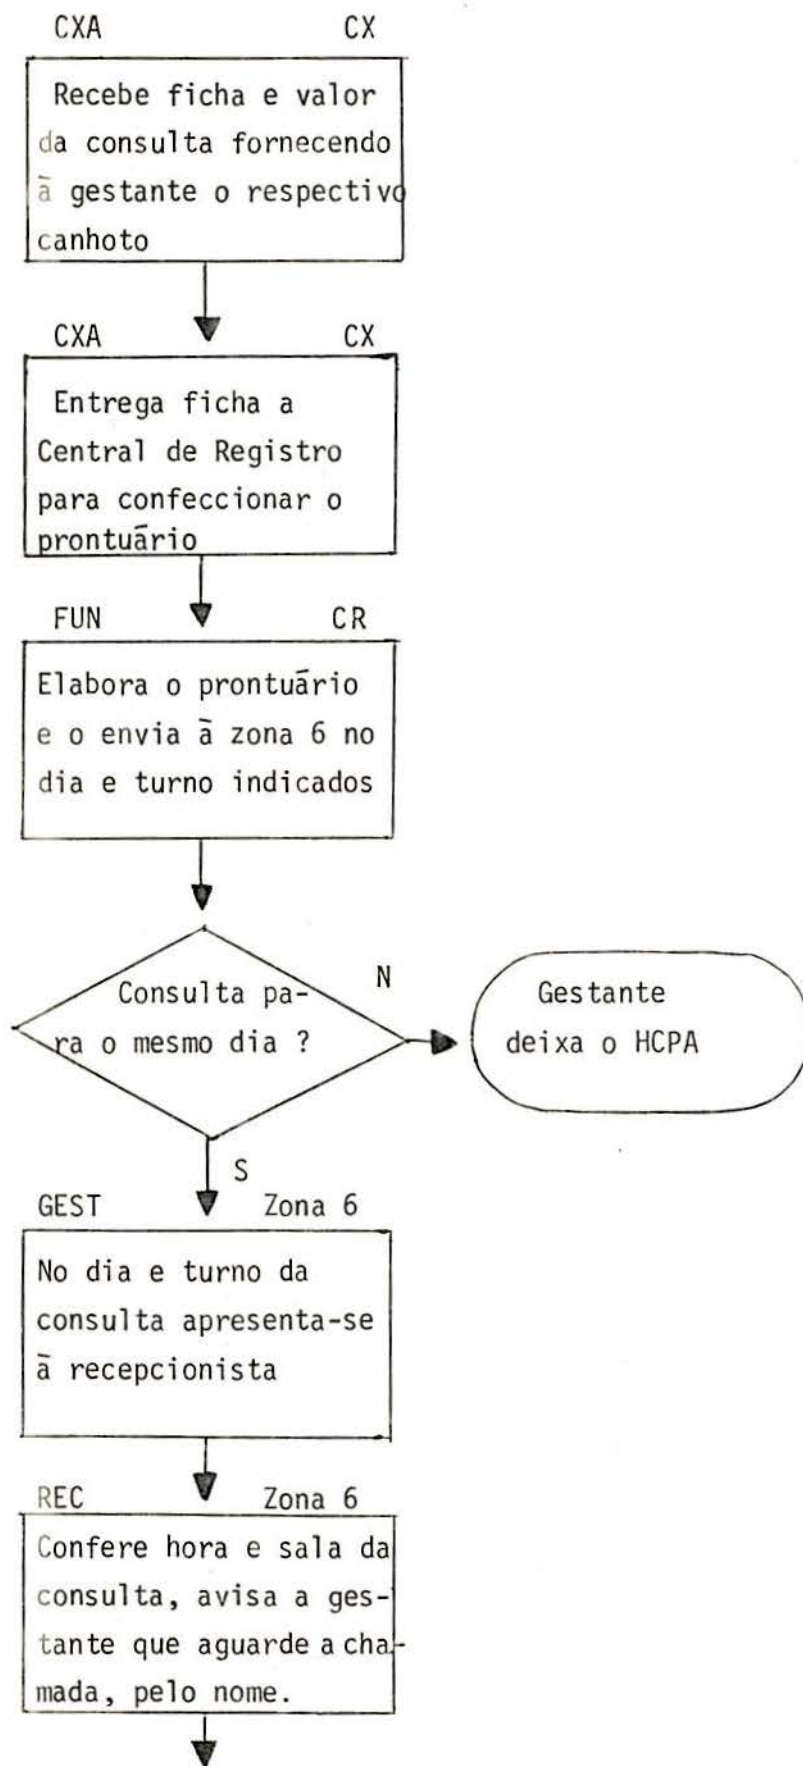 CXA CX
Recebe ficha e valor
da consulta fornecendo
à gestante o respectivo
canhoto
CXA CX
Entrega ficha a
Central de Registro
para confeccionar o
prontuário
FUN CR
Elabora o prontuário
e o envia à zona 6 no
dia e turno indicados
Consulta pa-
ra o mesmo dia ?
N
Gestante
deixa o HCPA
S
GEST Zona 6
No dia e turno da
consulta apresenta-se
à recepcionista
REC Zona 6
Confere hora e sala da
consulta, avisa a ges-
tante que aguarde a cha-
mada, pelo nome.